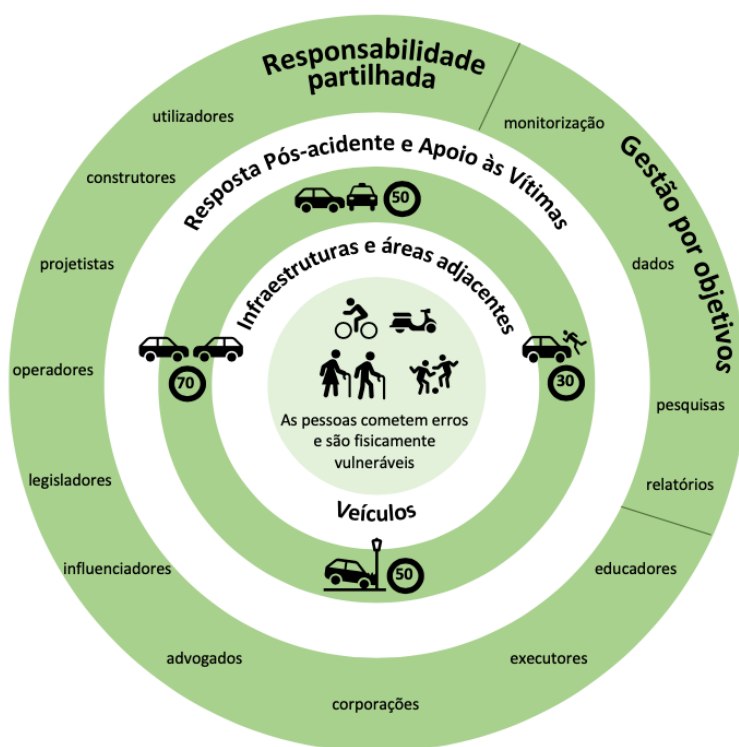 Responsabilidade
partilhada
utilizadores
construtores
projetistas
operadores
legisladores
influenciadores
advogados
corporações
executores
educadores
Gestão por objetivos
monitorização
dados
pesquisas
relatórios
Resposta Pós-acidente e Apoio às Vítimas
50
Infraestruturas e áreas adjacentes
70
30
As pessoas cometem erros
e são fisicamente
vulneráveis
Veículos
50